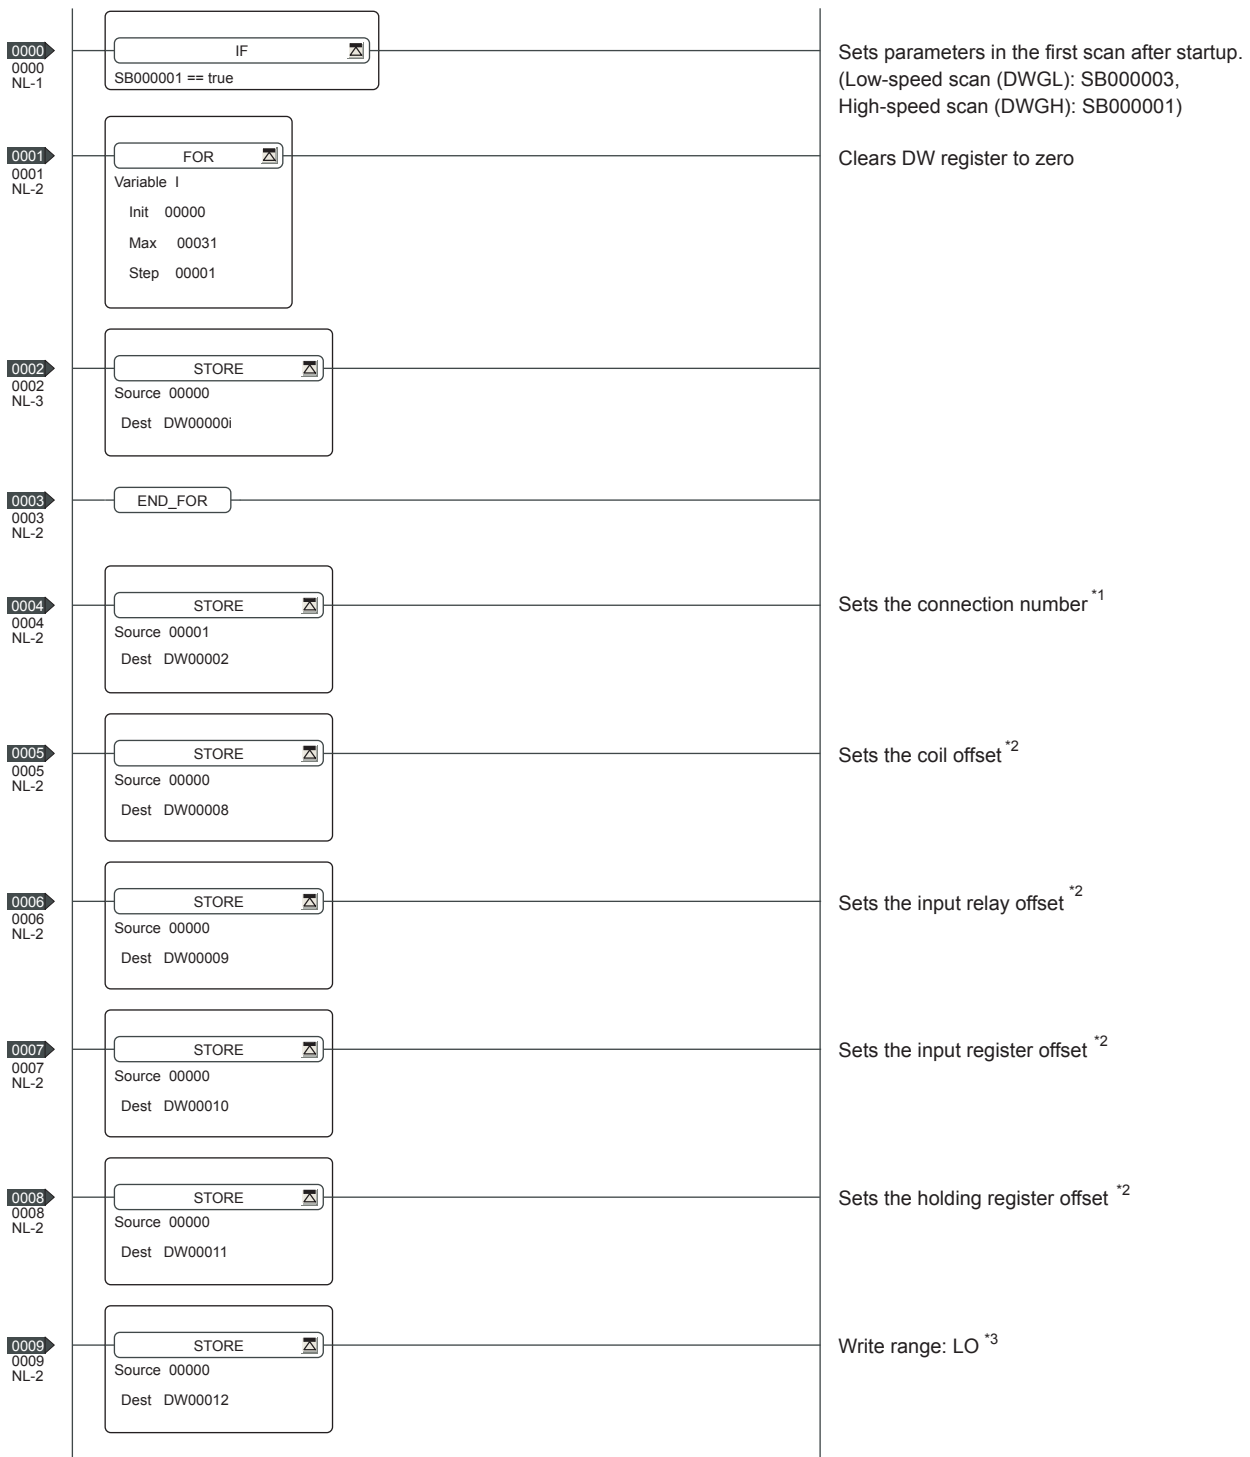 0000
0000
NL-1
IF
SB000001 == true
Sets parameters in the first scan after startup.
(Low-speed scan (DWGL): SB000003,
High-speed scan (DWGH): SB000001)
0001
0001
NL-2
FOR
Variable I
Init 00000
Max 00031
Step 00001
Clears DW register to zero
0002
0002
NL-3
STORE
Source 00000
Dest DW00000i
0003
0003
NL-2
END_FOR
0004
0004
NL-2
STORE
Source 00001
Dest DW00002
Sets the connection number *1
0005
0005
NL-2
STORE
Source 00000
Dest DW00008
Sets the coil offset *2
0006
0006
NL-2
STORE
Source 00000
Dest DW00009
Sets the input relay offset *2
0007
0007
NL-2
STORE
Source 00000
Dest DW00010
Sets the input register offset *2
0008
0008
NL-2
STORE
Source 00000
Dest DW00011
Sets the holding register offset *2
0009
0009
NL-2
STORE
Source 00000
Dest DW00012
Write range: LO *3